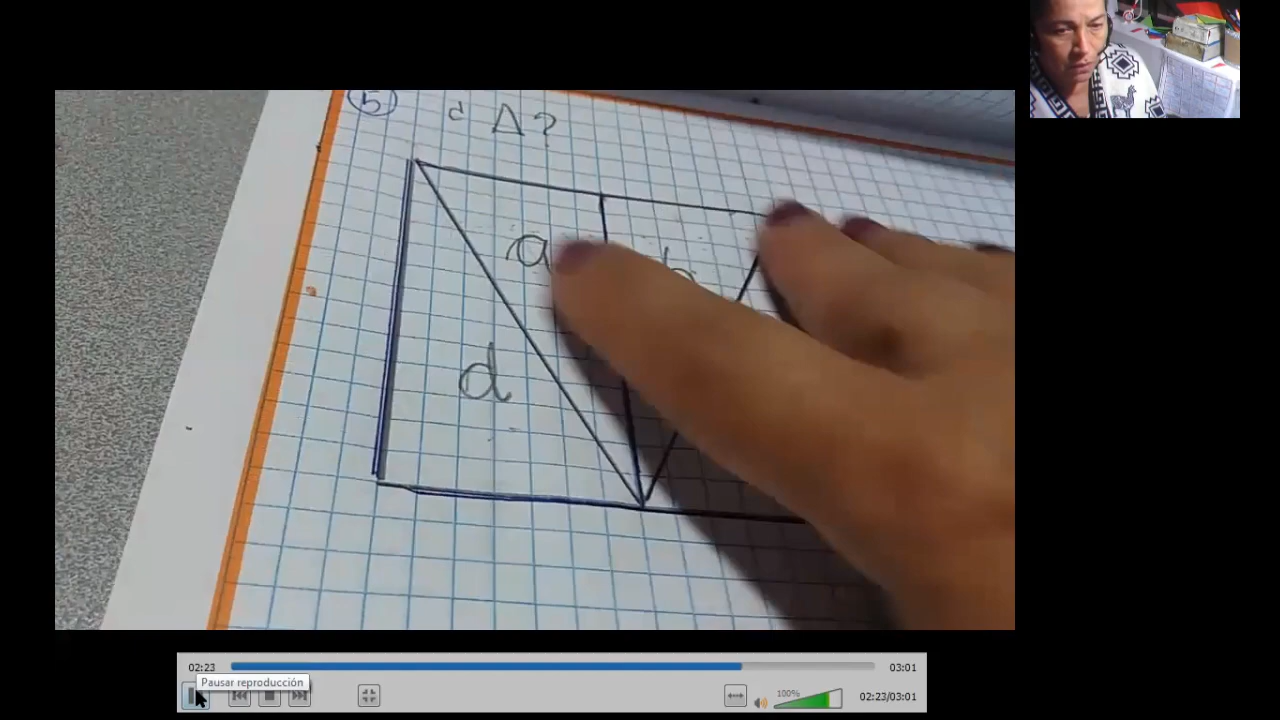 5
d Δ?
a
b
d
02:23
03:01
Pausar reproducción
100%
02:23/03:01